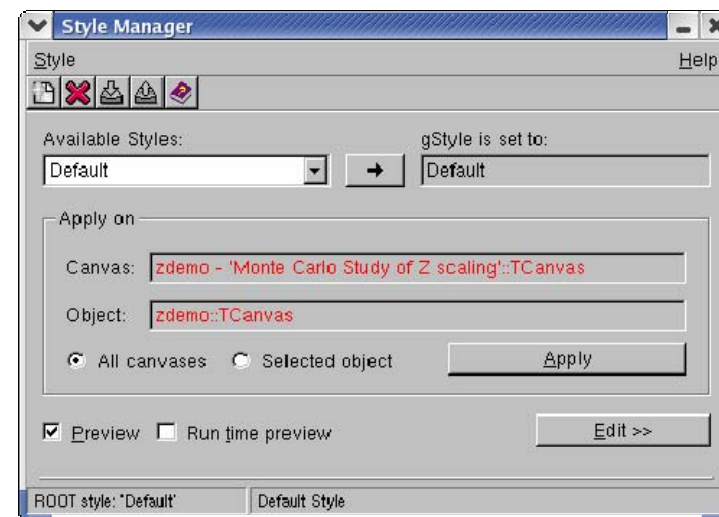 Style Manager
Style Help
Available Styles: gStyle is set to:
Default Default
Apply on
Canvas: zdemo - 'Monte Carlo Study of Z scaling'::TCanvas
Object: zdemo::TCanvas
All canvases Selected object Apply
Preview Run time preview Edit >>
ROOT style: 'Default' Default Style